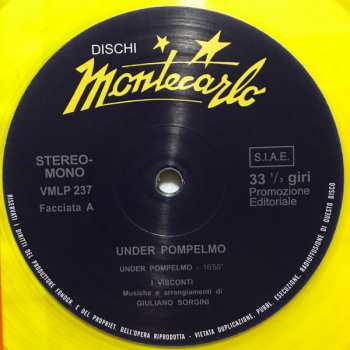 DISCHI
Montecarlo
STEREO-
MONO
VMLP 237
Facciata A
S.I.A.E.
33 1/3 giri
Promozione
Editoriale
UNDER POMPELMO
UNDER POMPELMO - 16'50"
I VISCONTI
Musiche e arrangiamenti di
GIULIANO SORGINI
RISERVATI I DIRITTI DEL PRODUTTORE FONOGR. E DEL PROPRIET. DELL'OPERA RIPRODOTTA - VIETATA DUPLICAZIONE, PUBBL. ESECUZIONE, RADIODIFFUSIONE DI QUESTO DISCO